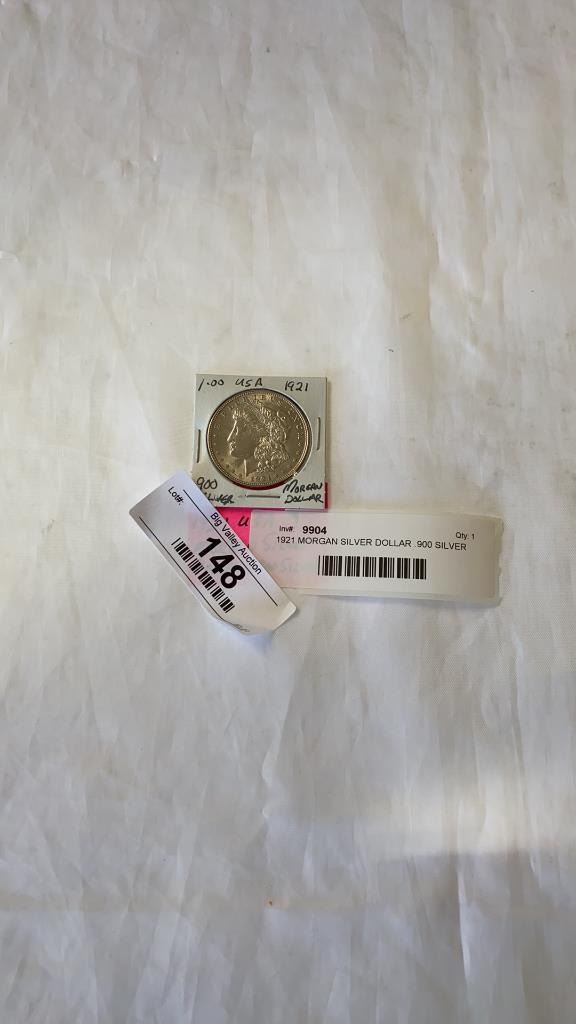 1.00 USA 1921
900
MORGAN
DOLLAR
Lot#:
Big Valley Auction
148
Inv#: 9904 Qty: 1
1921 MORGAN SILVER DOLLAR .900 SILVER